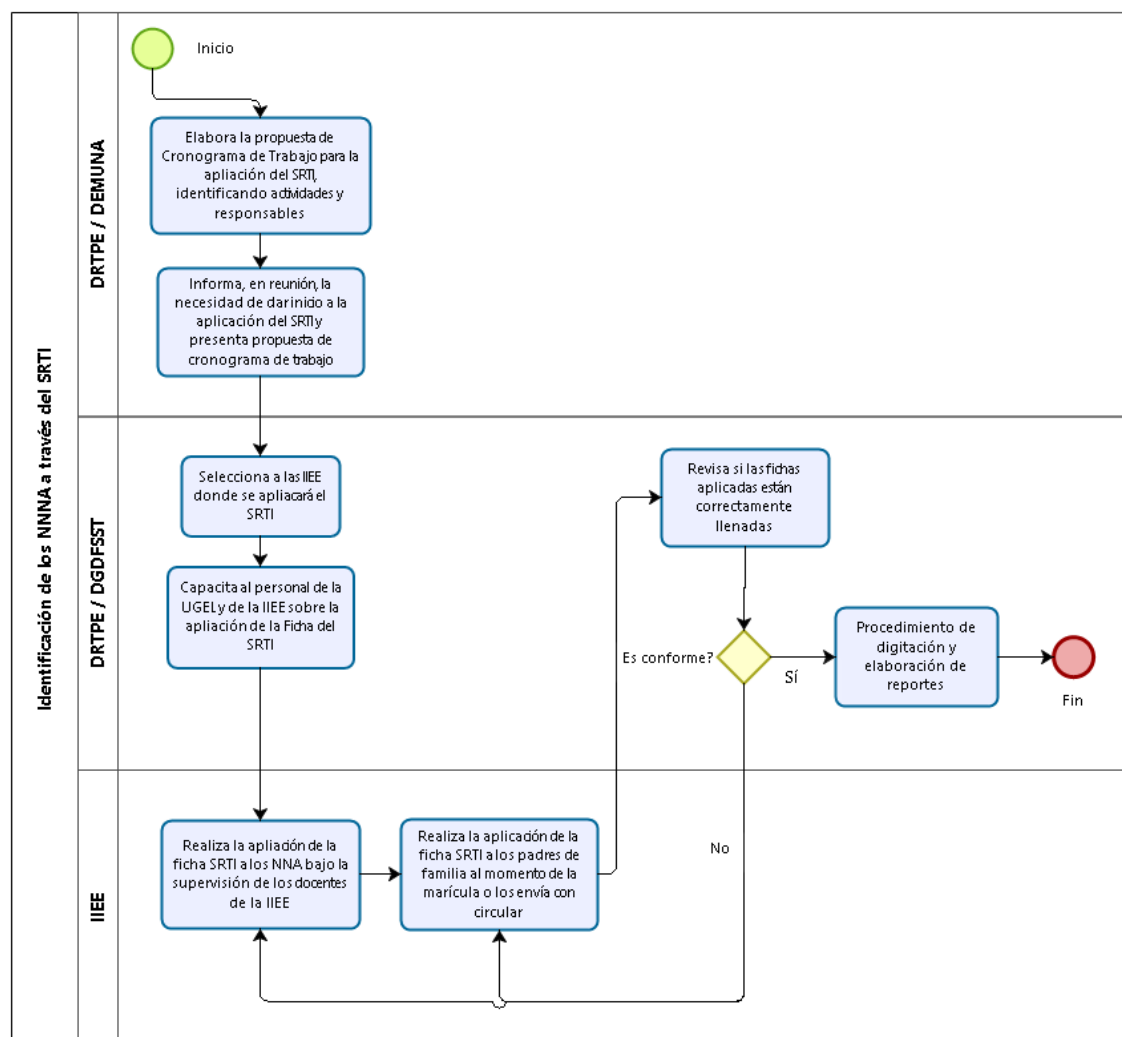 Identificación de los NNNA a través del SRTI
DRTPE / DEMUNA
Inicio
Elabora la propuesta de
Cronograma de Trabajo para la
apliación del SRTI,
identificando actividades y
responsables
Informa, en reunión, la
necesidad de dar inicio a la
aplicación del SRTI y
presenta propuesta de
cronograma de trabajo
DRTPE / DGDFSST
Selecciona a las IIEE
donde se apliacará el
SRTI
Capacita al personal de la
UGEL y de la IIEE sobre la
apliación de la Ficha del
SRTI
Revisa si las fichas
aplicadas están
correctamente
llenadas
Es conforme?
Sí
Procedimiento de
digitación y
elaboración de
reportes
Fin
IIEE
Realiza la apliación de la
ficha SRTI a los NNA bajo la
supervisión de los docentes
de la IIEE
Realiza la aplicación de la
ficha SRTI a los padres de
familia al momento de la
marícula o los envía con
circular
No